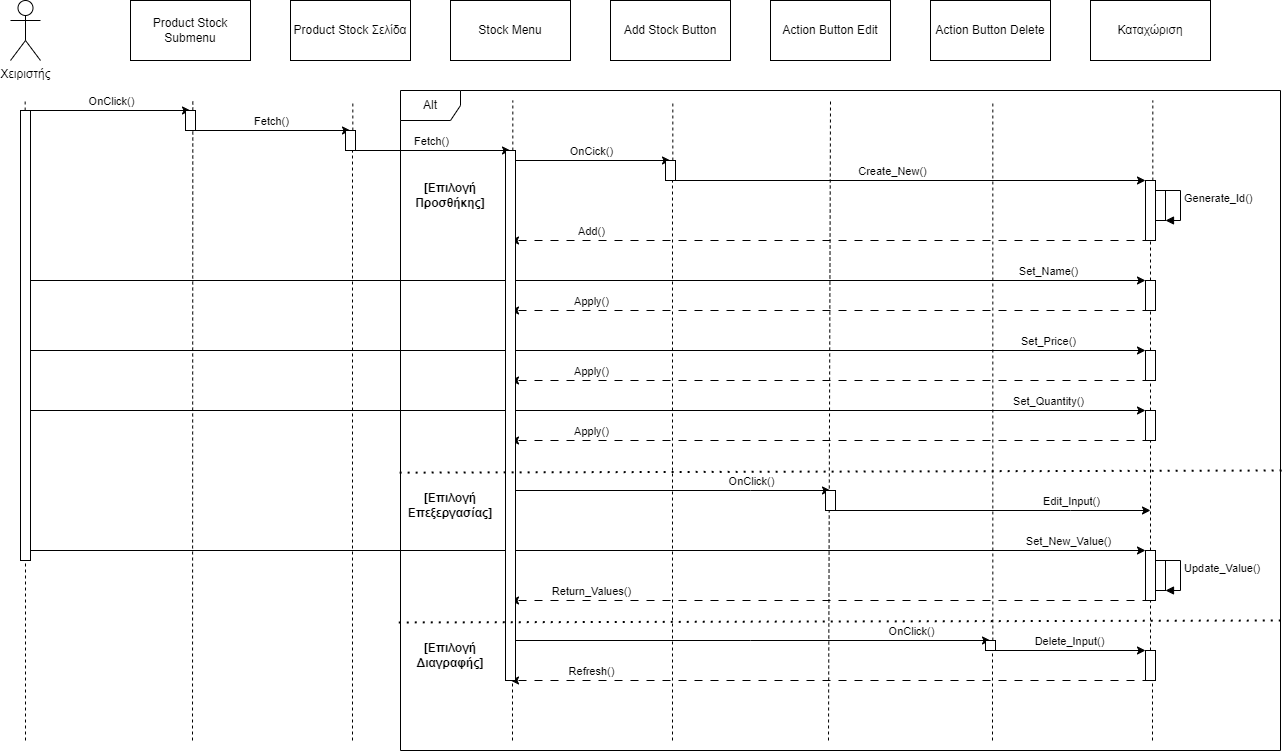 Product Stock
Submenu
Product Stock Σελίδα
Stock Menu
Add Stock Button
Action Button Edit
Action Button Delete
Καταχώριση
Χειριστής
OnClick()
Alt
Fetch()
Fetch()
OnCick()
Create_New()
[Επιλογή
Προσθήκης]
Generate_Id()
Add()
Set_Name()
Apply()
Set_Price()
Apply()
Set_Quantity()
Apply()
OnClick()
[Επιλογή
Επεξεργασίας]
Edit_Input()
Set_New_Value()
Update_Value()
Return_Values()
OnClick()
[Επιλογή
Διαγραφής]
Delete_Input()
Refresh()